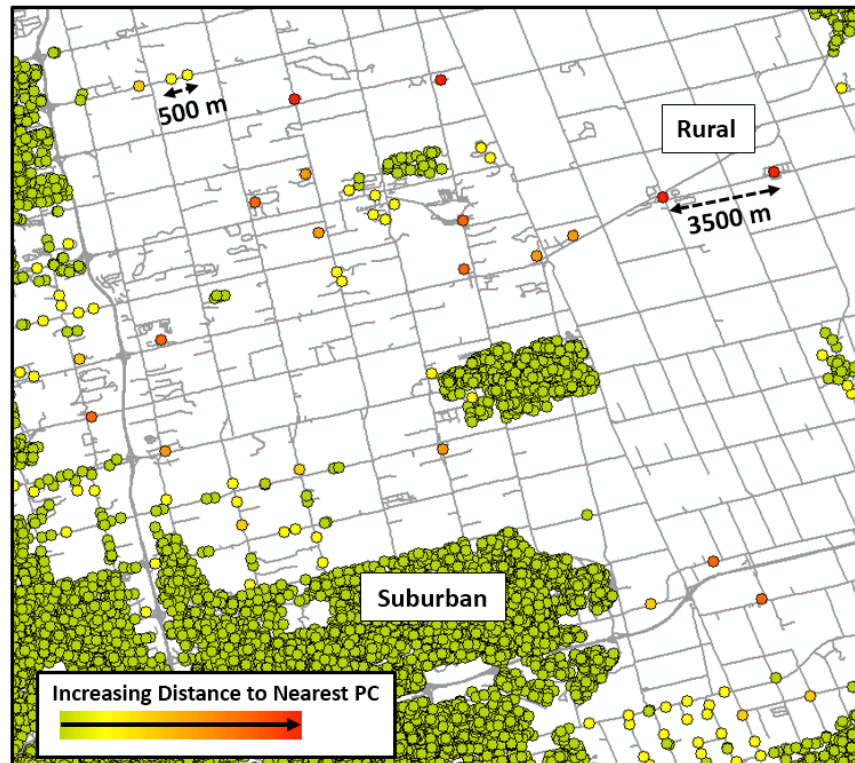 500 m
Rural
3500 m
Suburban
Increasing Distance to Nearest PC